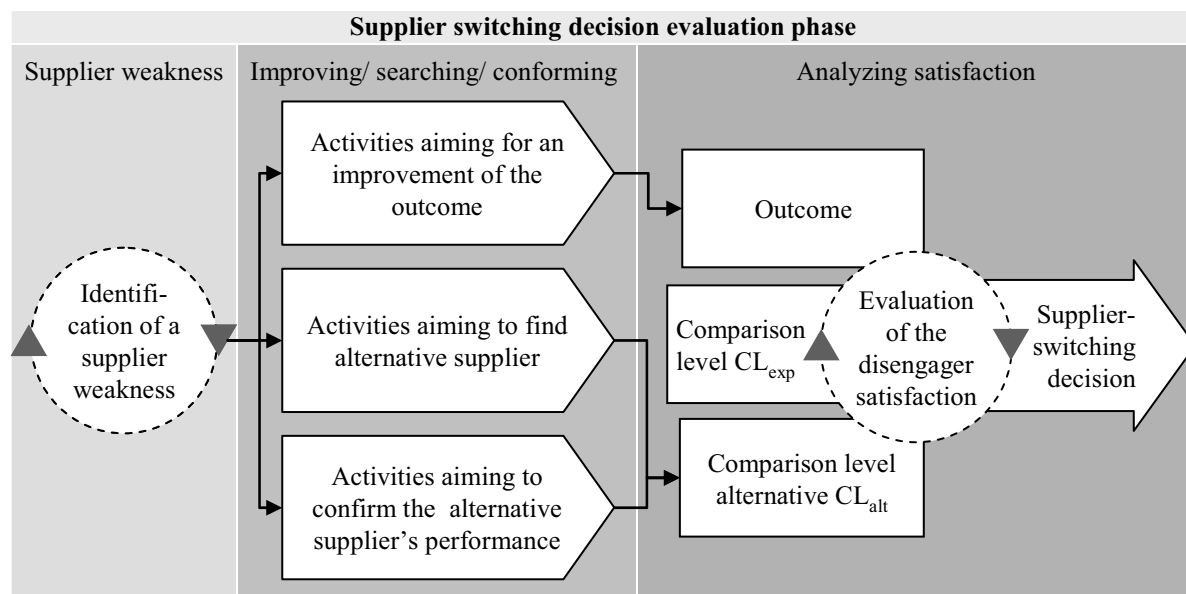 Supplier switching decision evaluation phase
Supplier weakness
Improving/ searching/ conforming
Analyzing satisfaction
Identifi-
cation of a
supplier
weakness
Activities aiming for an
improvement of the
outcome
Activities aiming to find
alternative supplier
Activities aiming to
confirm the  alternative
supplier’s performance
Outcome
Comparison
level CLexp
Comparison level
alternative CLalt
Evaluation
of the
disengager
satisfaction
Supplier-
switching
decision